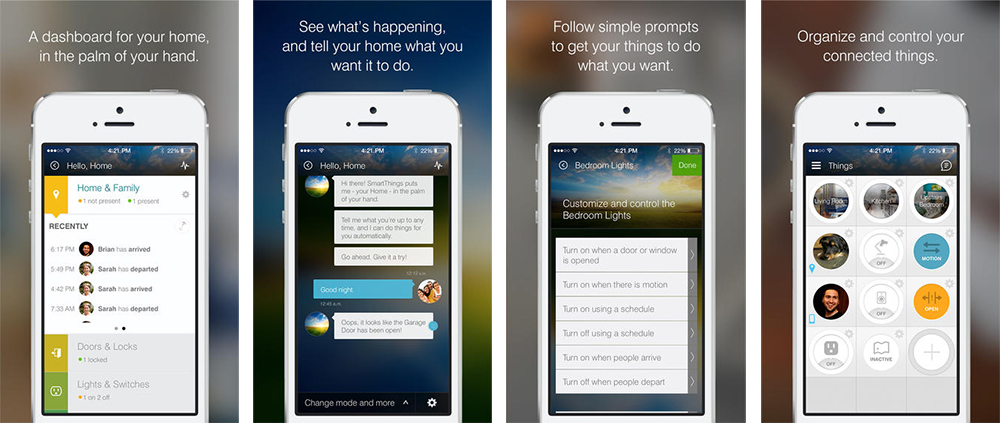 A dashboard for your home,
in the palm of your hand.
4:21 PM
22%
Hello, Home
Home & Family
1 not present 1 present
RECENTLY
6:17 PM Brian has arrived
5:49 PM Sarah has departed
4:42 PM Sarah has arrived
7:33 AM Sarah has departed
Doors & Locks
1 locked
Lights & Switches
1 on 2 off
See what's happening,
and tell your home what you
want it to do.
4:21 PM
22%
Hello, Home
Hi there! SmartThings puts
me - your Home - in the palm
of your hand.
Tell me what you're up to any
time, and I can do things for
you automatically.
Go ahead. Give it a try!
12:19 a.m.
Good night
12:45 a.m.
Oops, it looks like the Garage
Door has been open!
Change mode and more
Follow simple prompts
to get your things to do
what you want.
4:21 PM
22%
Bedroom Lights
Done
Customize and control the
Bedroom Lights
Turn on when a door or window
is opened
Turn on when there is motion
Turn on using a schedule
Turn off using a schedule
Turn on when people arrive
Turn off when people depart
Organize and control your
connected things.
4:21 PM
22%
Things
Living Room
Kitchen
Upstairs
Bedroom
OFF
MOTION
OFF
OPEN
OFF
INACTIVE